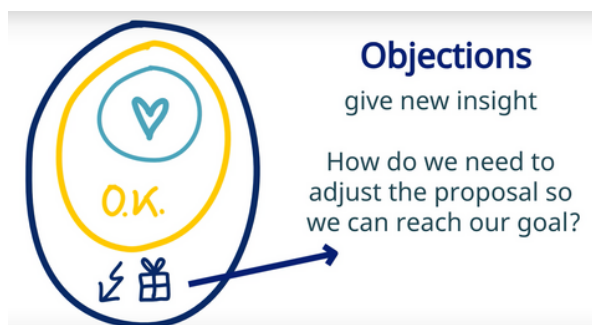 Objections
give new insight
How do we need to
adjust the proposal so
we can reach our goal?
O.K.